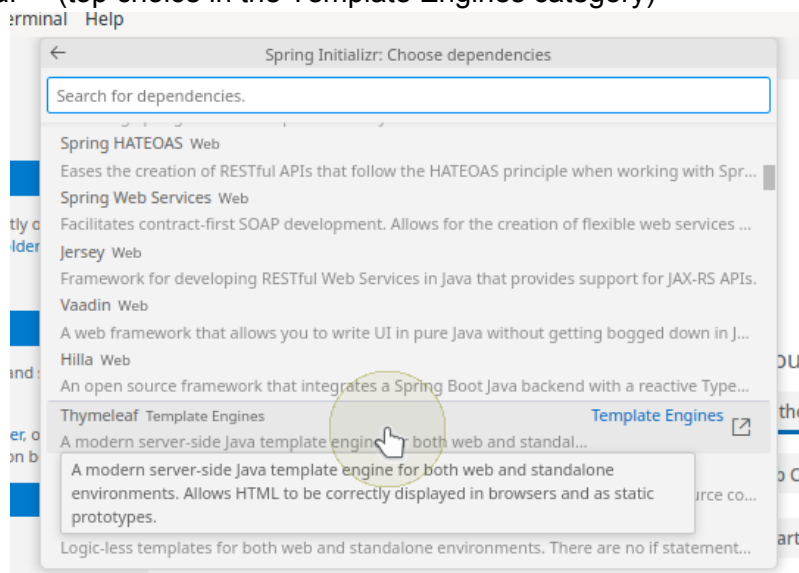 (top choice in the Template Engines category)
erminal Help
Spring Initializr: Choose dependencies
Search for dependencies.
Spring HATEOAS Web
Eases the creation of RESTful APIs that follow the HATEOAS principle when working with Spr...
Spring Web Services Web
Facilitates contract-first SOAP development. Allows for the creation of flexible web services ...
Jersey Web
Framework for developing RESTful Web Services in Java that provides support for JAX-RS APIs.
Vaadin Web
A web framework that allows you to write UI in pure Java without getting bogged down in J...
Hilla Web
An open source framework that integrates a Spring Boot Java backend with a reactive Type...
Thymeleaf Template Engines Template Engines
A modern server-side Java template engine for both web and standal...
A modern server-side Java template engine for both web and standalone
environments. Allows HTML to be correctly displayed in browsers and as static
prototypes.
urce co...
Logic-less templates for both web and standalone environments. There are no if statement...